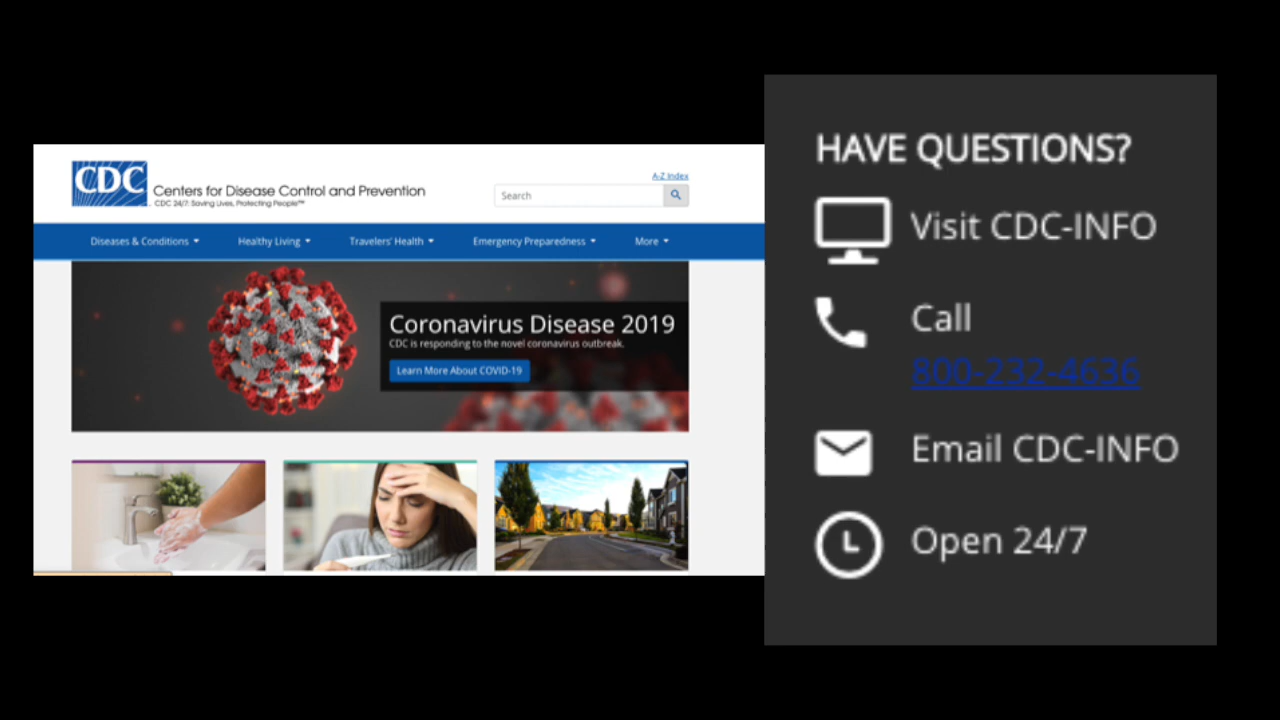 CDC
Centers for Disease Control and Prevention
CDC 24/7: Saving Lives, Protecting People™
A-Z Index
Search
Diseases & Conditions
Healthy Living
Travelers' Health
Emergency Preparedness
More
Coronavirus Disease 2019
CDC is responding to the novel coronavirus outbreak.
Learn More About COVID-19
HAVE QUESTIONS?
Visit CDC-INFO
Call
800-232-4636
Email CDC-INFO
Open 24/7